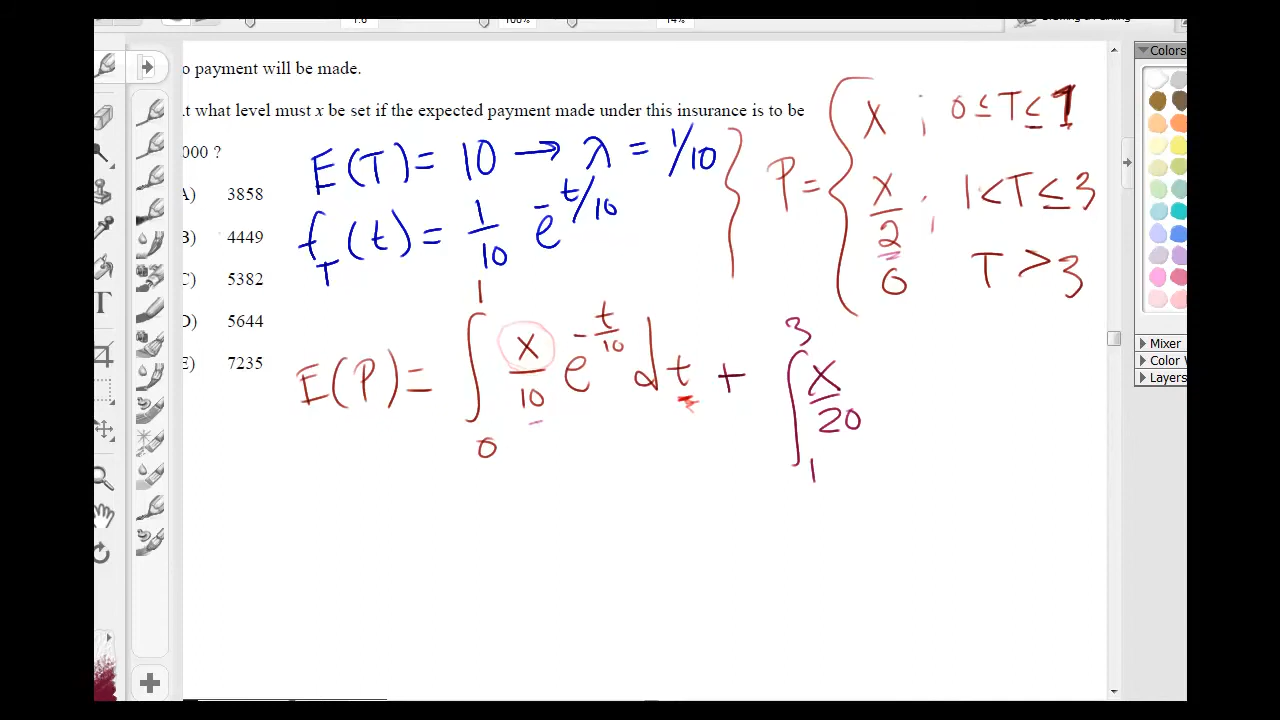 100%
14%
Colors
o payment will be made.
t what level must x be set if the expected payment made under this insurance is to be
000 ?
A) 3858
B) 4449
C) 5382
D) 5644
E) 7235
E(T) = 10 → λ = 1/10
f_T(t) = 1/10 e^{-t/10}
P = { x ; 0 ≤ T ≤ 1
x/2 ; 1 < T ≤ 3
0 T > 3
E(P) = ∫_0^1 x/10 e^{-t/10} dt + ∫_1^3 x/20
T
Mixer
Color W
Layers